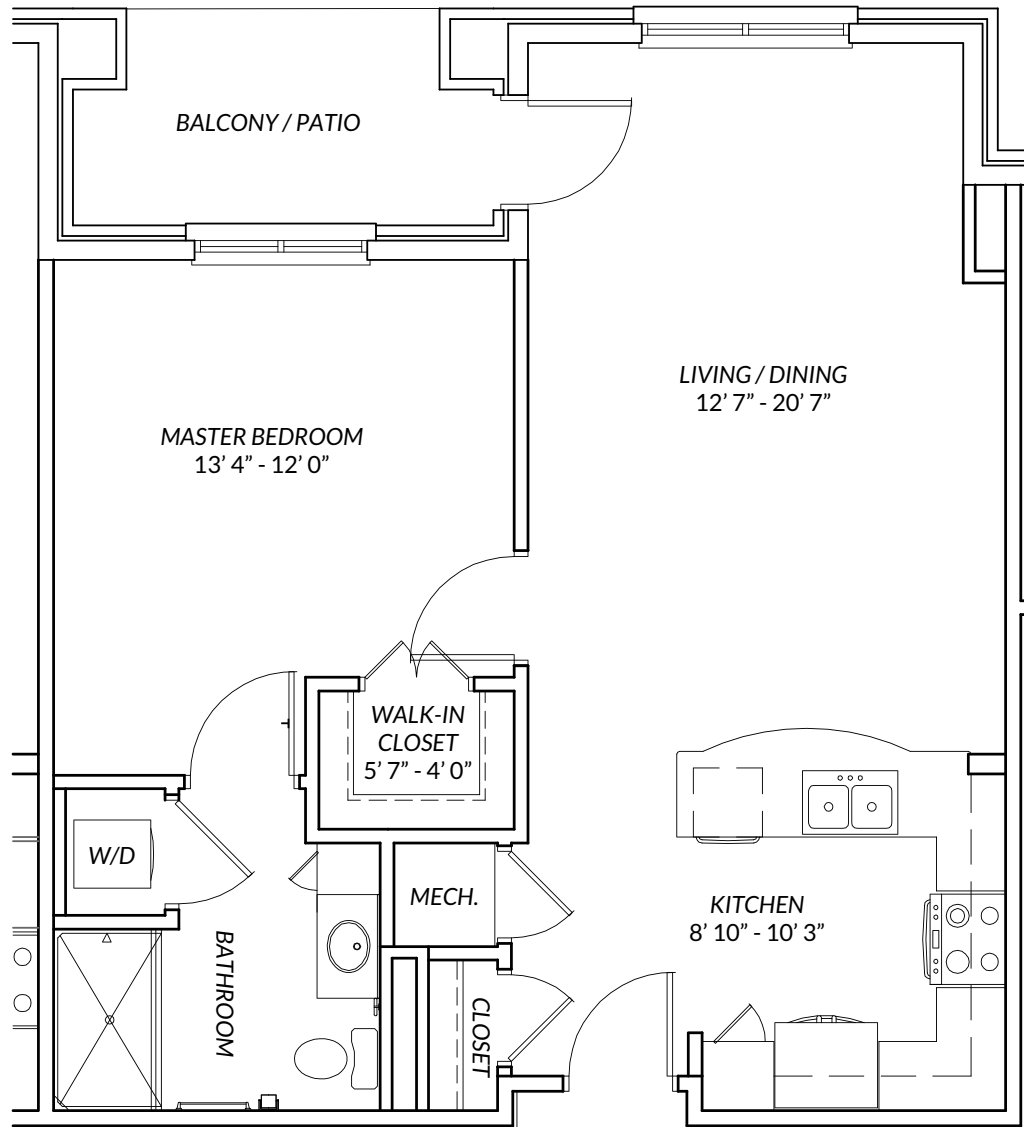 BALCONY / PATIO
LIVING / DINING
12’ 7” - 20’ 7”
MASTER BEDROOM
13’ 4” - 12’ 0”
WALK-IN
CLOSET
5’ 7” - 4’ 0”
W/D
MECH.
KITCHEN
8’ 10” - 10’ 3”
BATHROOM
CLOSET